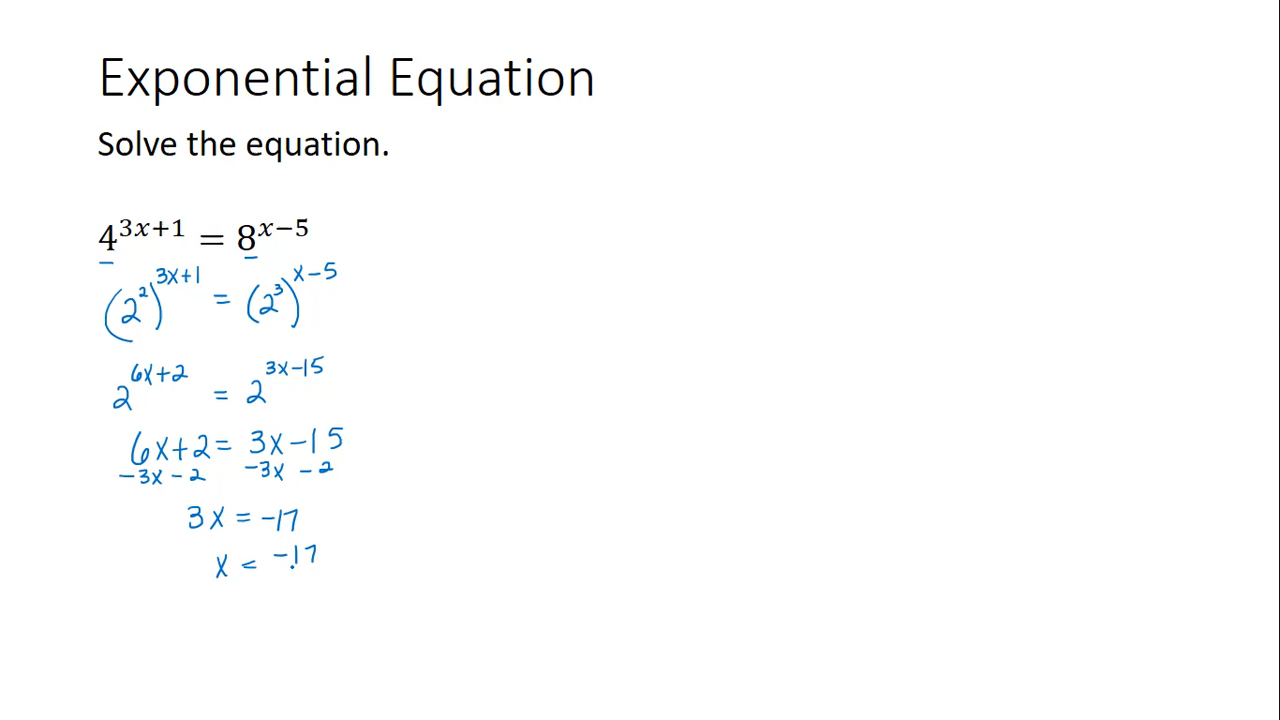 Exponential Equation
Solve the equation.
4^{3x+1} = 8^{x−5}
(2^2)^{3x+1} = (2^3)^{x−5}
2^{6x+2} = 2^{3x−15}
6x+2 = 3x−15
−3x −2 −3x −2
3x = −17
x = −17